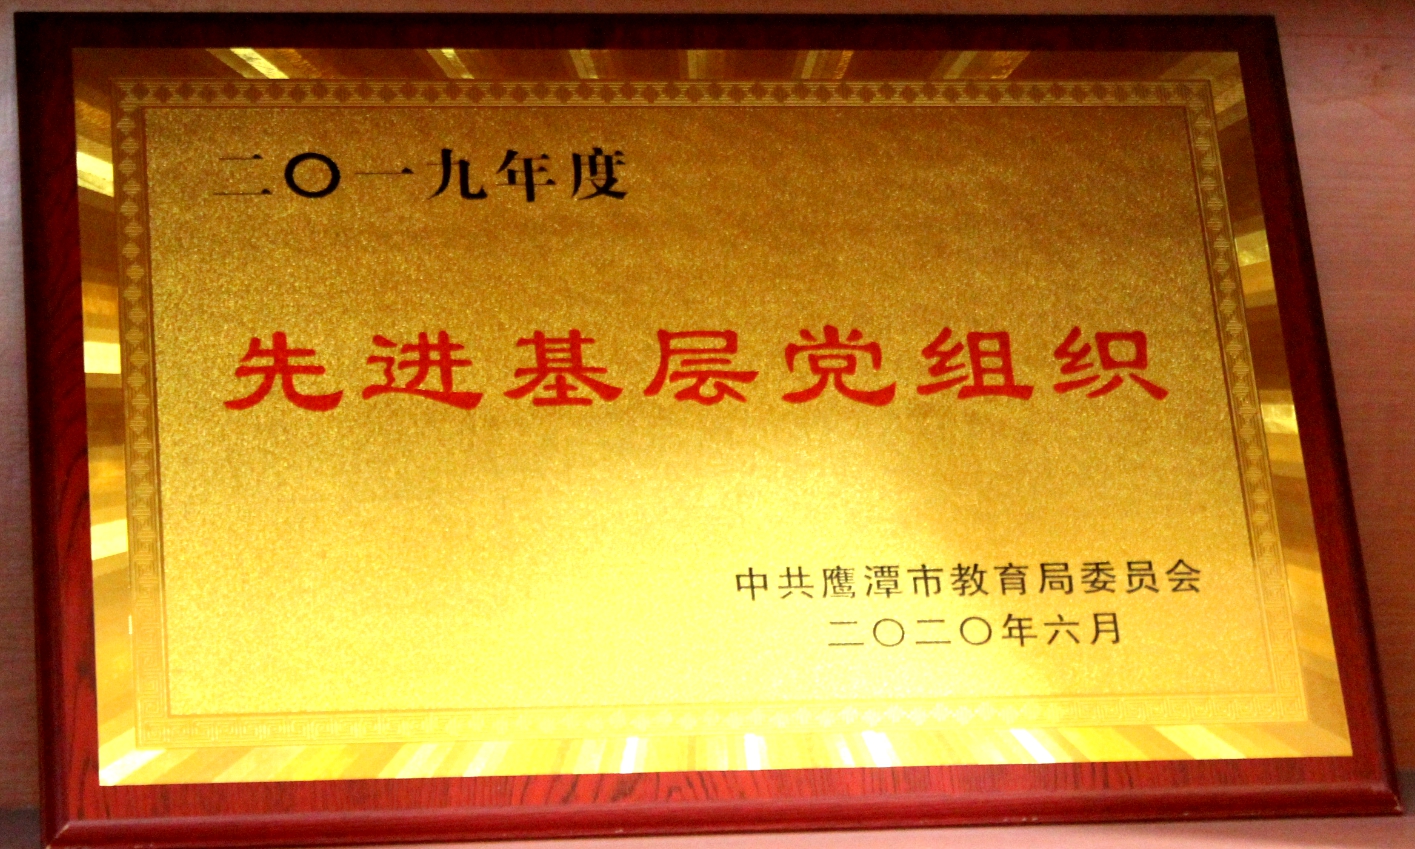 二〇一九年度
先进基层党组织
中共鹰潭市教育局委员会
二〇二〇年六月